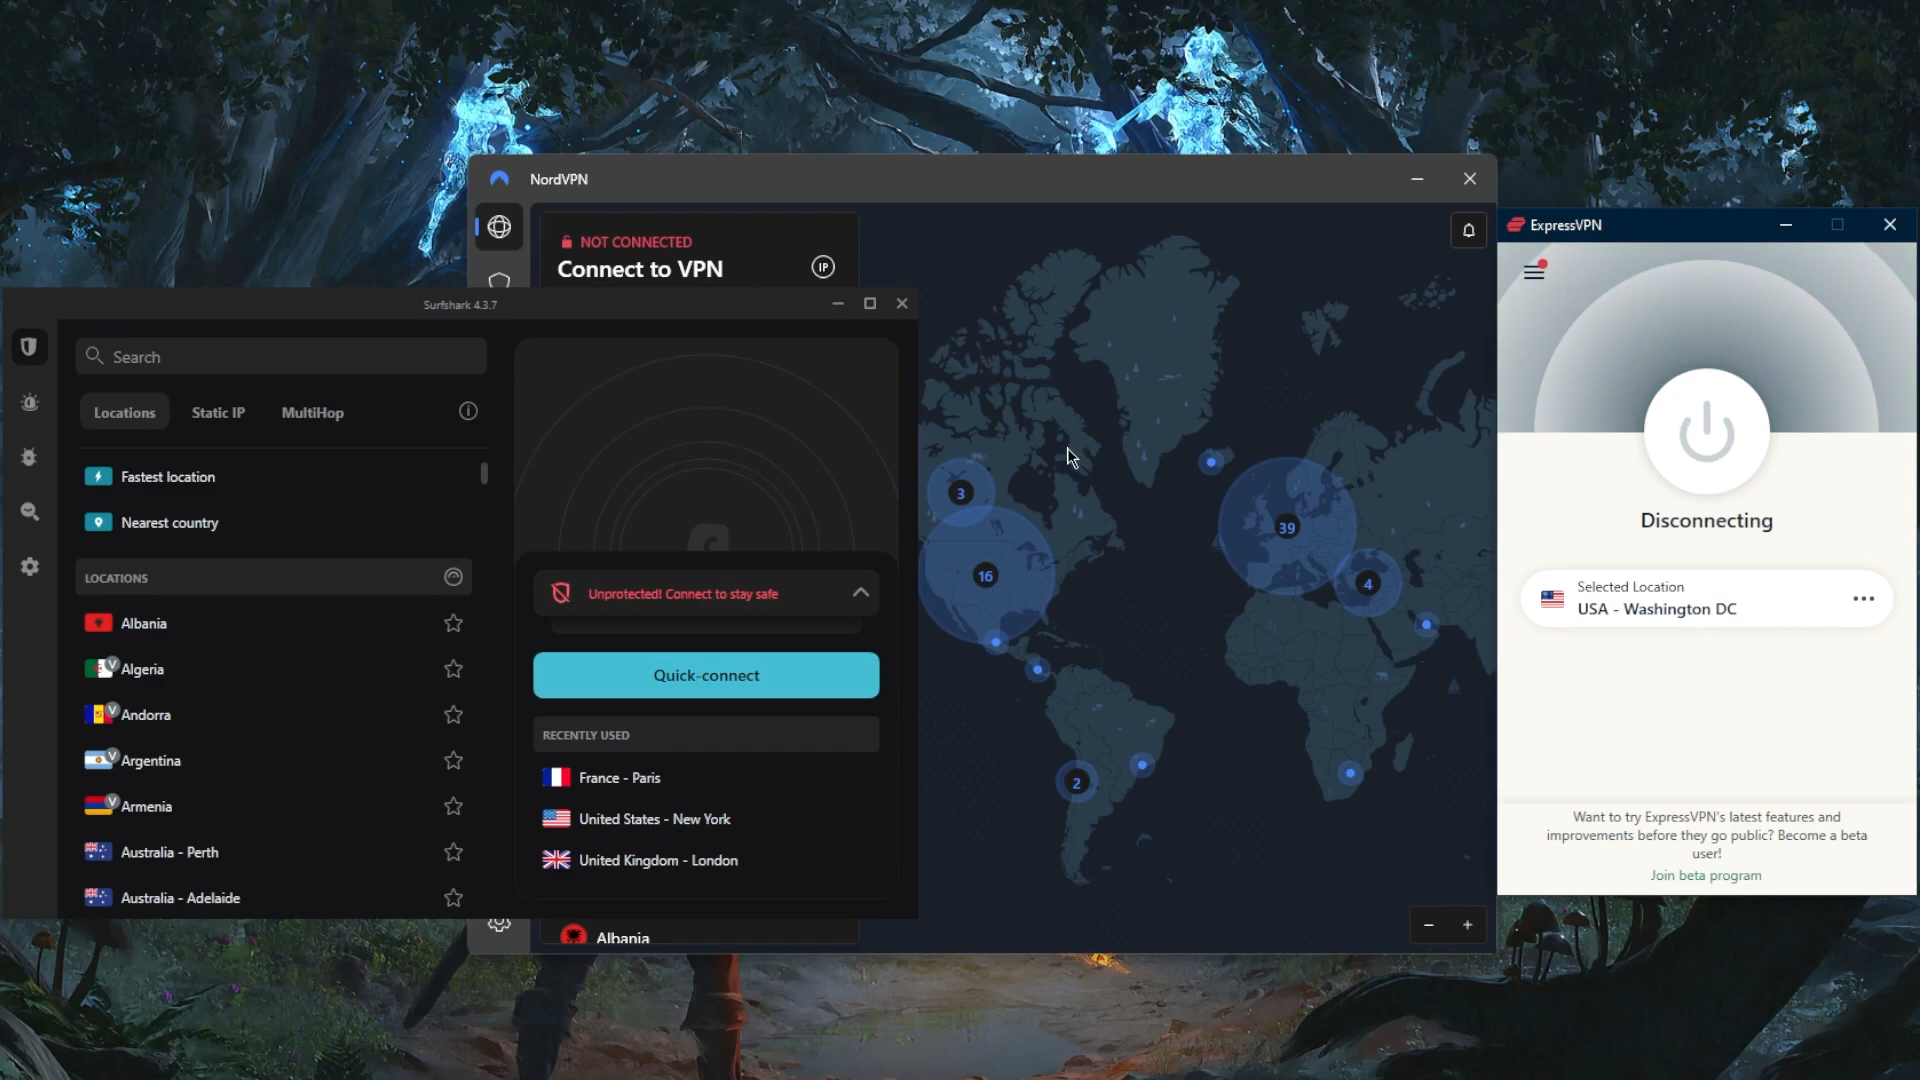 NordVPN
NOT CONNECTED
Connect to VPN
IP
Surfshark 4.3.7
Search
Locations
Static IP
MultiHop
Fastest location
Nearest country
LOCATIONS
Albania
V
Algeria
V
Andorra
V
Argentina
V
Armenia
Australia - Perth
Australia - Adelaide
Unprotected! Connect to stay safe
Quick-connect
RECENTLY USED
France - Paris
United States - New York
United Kingdom - London
Albania
3
16
39
4
2
ExpressVPN
Disconnecting
Selected Location
USA - Washington DC
Want to try ExpressVPN's latest features and
improvements before they go public? Become a beta
user!
Join beta program